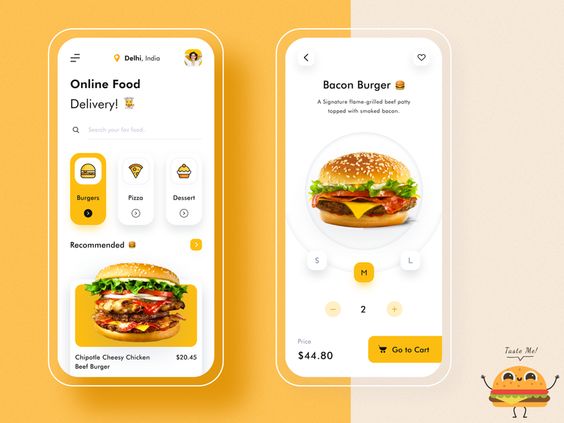 Delhi, India
Online Food
Delivery!
Search your fav food..
Burgers
Pizza
Dessert
Recommended
Chipotle Cheesy Chicken
Beef Burger
$20.45
Bacon Burger
A Signature flame-grilled beef patty
topped with smoked bacon.
S
M
L
2
Price
$44.80
Go to Cart
Taste Me!